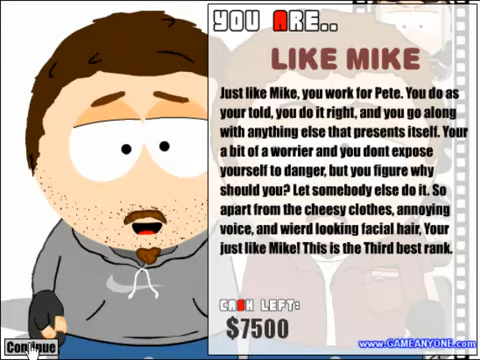 YOU ARE..
LIKE MIKE
Just like Mike, you work for Pete. You do as
your told, you do it right, and you go along
with anything else that presents itself. Your
a bit of a worrier and you dont expose
yourself to danger, but you figure why
should you? Let somebody else do it. So
apart from the cheesy clothes, annoying
voice, and wierd looking facial hair, Your
just like Mike! This is the Third best rank.
CASH LEFT:
$7500
Continue
www.GAMEANYONE.com